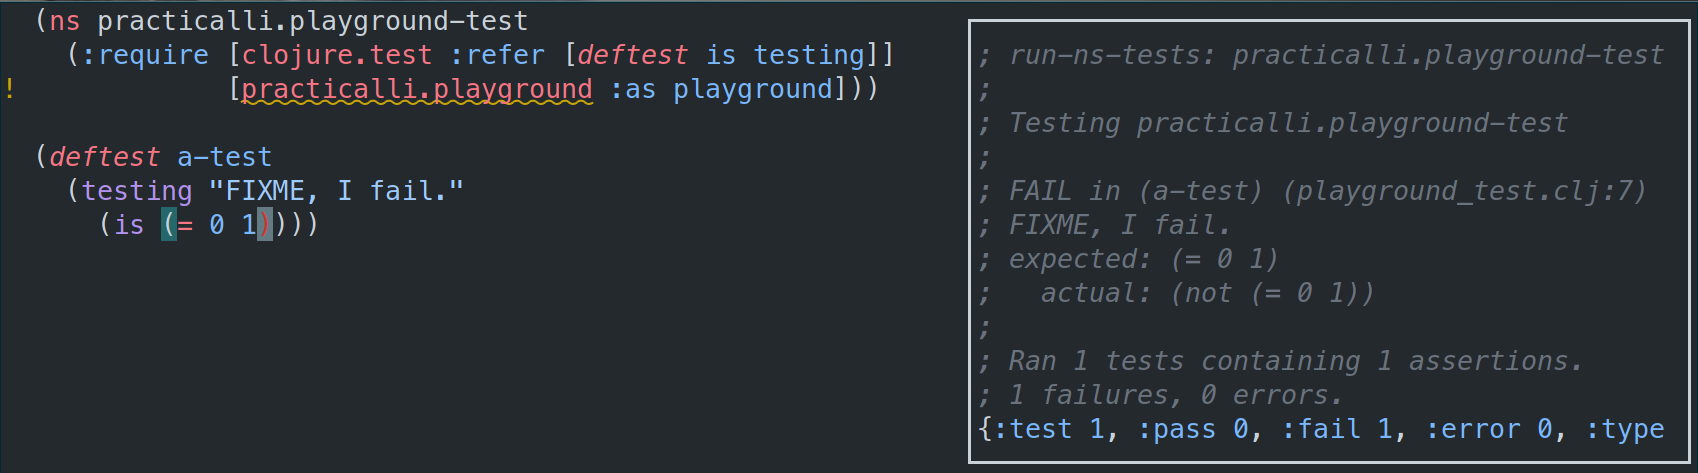 (ns practicalli.playground-test
  (:require [clojure.test :refer [deftest is testing]]
!            [practicalli.playground :as playground]))
(deftest a-test
  (testing "FIXME, I fail."
    (is (= 0 1))))
; run-ns-tests: practicalli.playground-test
;
; Testing practicalli.playground-test
;
; FAIL in (a-test) (playground_test.clj:7)
; FIXME, I fail.
; expected: (= 0 1)
;   actual: (not (= 0 1))
;
; Ran 1 tests containing 1 assertions.
; 1 failures, 0 errors.
{:test 1, :pass 0, :fail 1, :error 0, :type